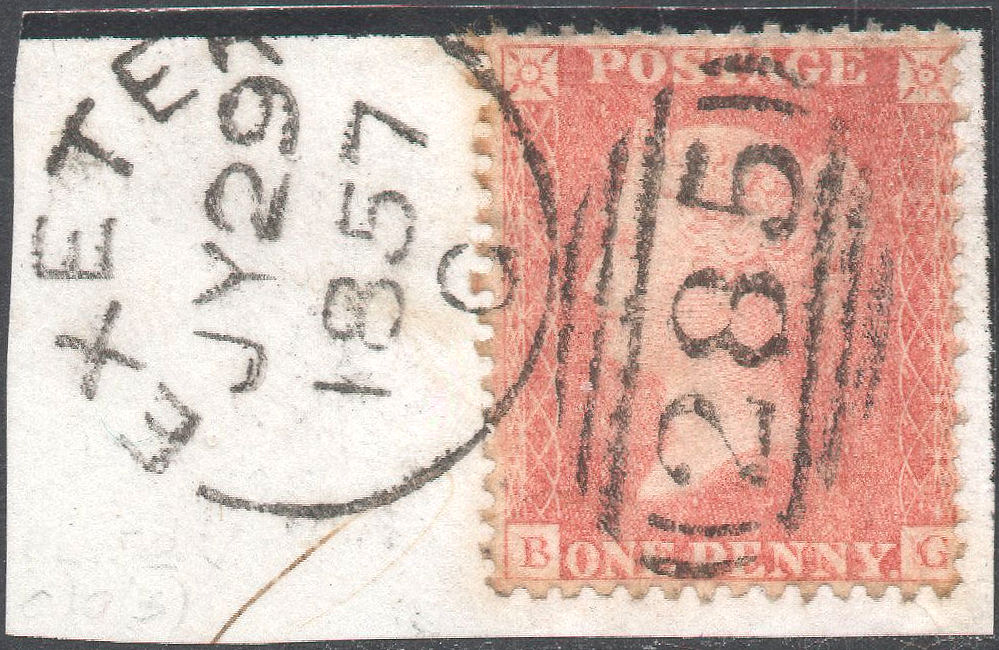 EXETER
JY 29
1857
C
POSTAGE
285
B ONE PENNY. G